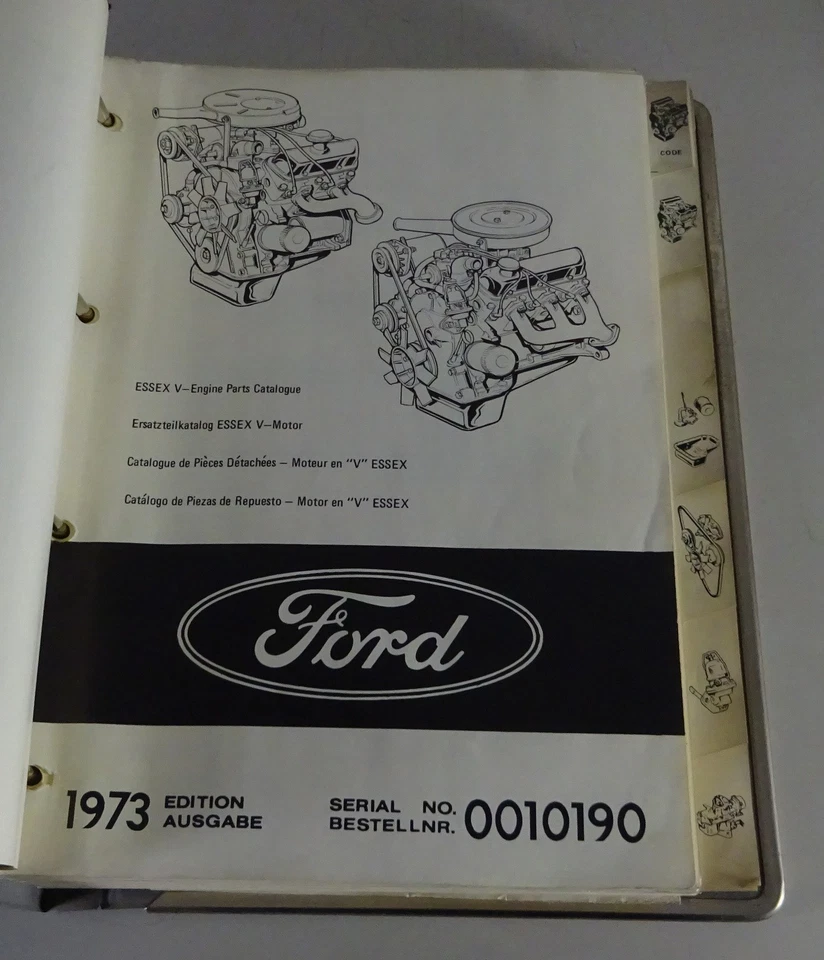 CODE
ESSEX V–Engine Parts Catalogue
Ersatzteilkatalog ESSEX V–Motor
Catalogue de Pièces Détachées – Moteur en "V" ESSEX
Catálogo de Piezas de Repuesto – Motor en "V" ESSEX
Ford
1973 EDITION AUSGABE
SERIAL NO. BESTELLNR. 0010190